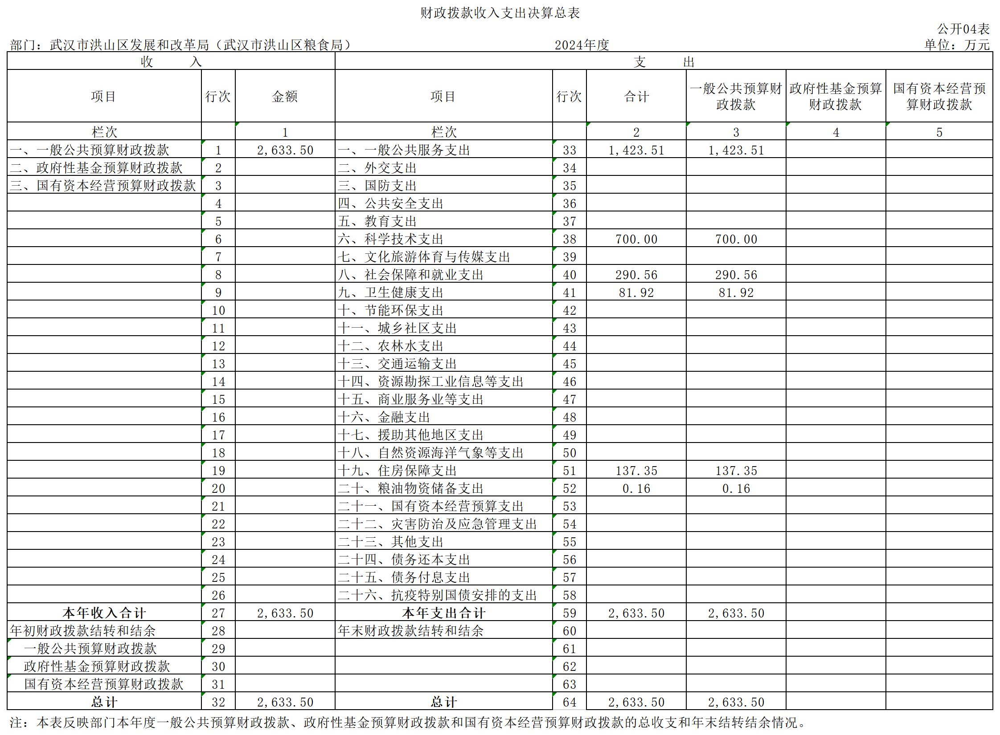 财政拨款收入支出决算总表
公开04表
部门：武汉市洪山区发展和改革局（武汉市洪山区粮食局） 2024年度 单位：万元
收 入 支 出
项目 行次 金额 项目 行次 合计 一般公共预算财政拨款 政府性基金预算财政拨款 国有资本经营预算财政拨款
栏次 1 栏次 2 3 4 5
一、一般公共预算财政拨款 1 2,633.50 一、一般公共服务支出 33 1,423.51 1,423.51
二、政府性基金预算财政拨款 2 二、外交支出 34
三、国有资本经营预算财政拨款 3 三、国防支出 35
4 四、公共安全支出 36
5 五、教育支出 37
6 六、科学技术支出 38 700.00 700.00
7 七、文化旅游体育与传媒支出 39
8 八、社会保障和就业支出 40 290.56 290.56
9 九、卫生健康支出 41 81.92 81.92
10 十、节能环保支出 42
11 十一、城乡社区支出 43
12 十二、农林水支出 44
13 十三、交通运输支出 45
14 十四、资源勘探工业信息等支出 46
15 十五、商业服务业等支出 47
16 十六、金融支出 48
17 十七、援助其他地区支出 49
18 十八、自然资源海洋气象等支出 50
19 十九、住房保障支出 51 137.35 137.35
20 二十、粮油物资储备支出 52 0.16 0.16
21 二十一、国有资本经营预算支出 53
22 二十二、灾害防治及应急管理支出 54
23 二十三、其他支出 55
24 二十四、债务还本支出 56
25 二十五、债务付息支出 57
26 二十六、抗疫特别国债安排的支出 58
本年收入合计 27 2,633.50 本年支出合计 59 2,633.50 2,633.50
年初财政拨款结转和结余 28 年末财政拨款结转和结余 60
一般公共预算财政拨款 29 61
政府性基金预算财政拨款 30 62
国有资本经营预算财政拨款 31 63
总计 32 2,633.50 总计 64 2,633.50 2,633.50
注：本表反映部门本年度一般公共预算财政拨款、政府性基金预算财政拨款和国有资本经营预算财政拨款的总收支和年末结转结余情况。